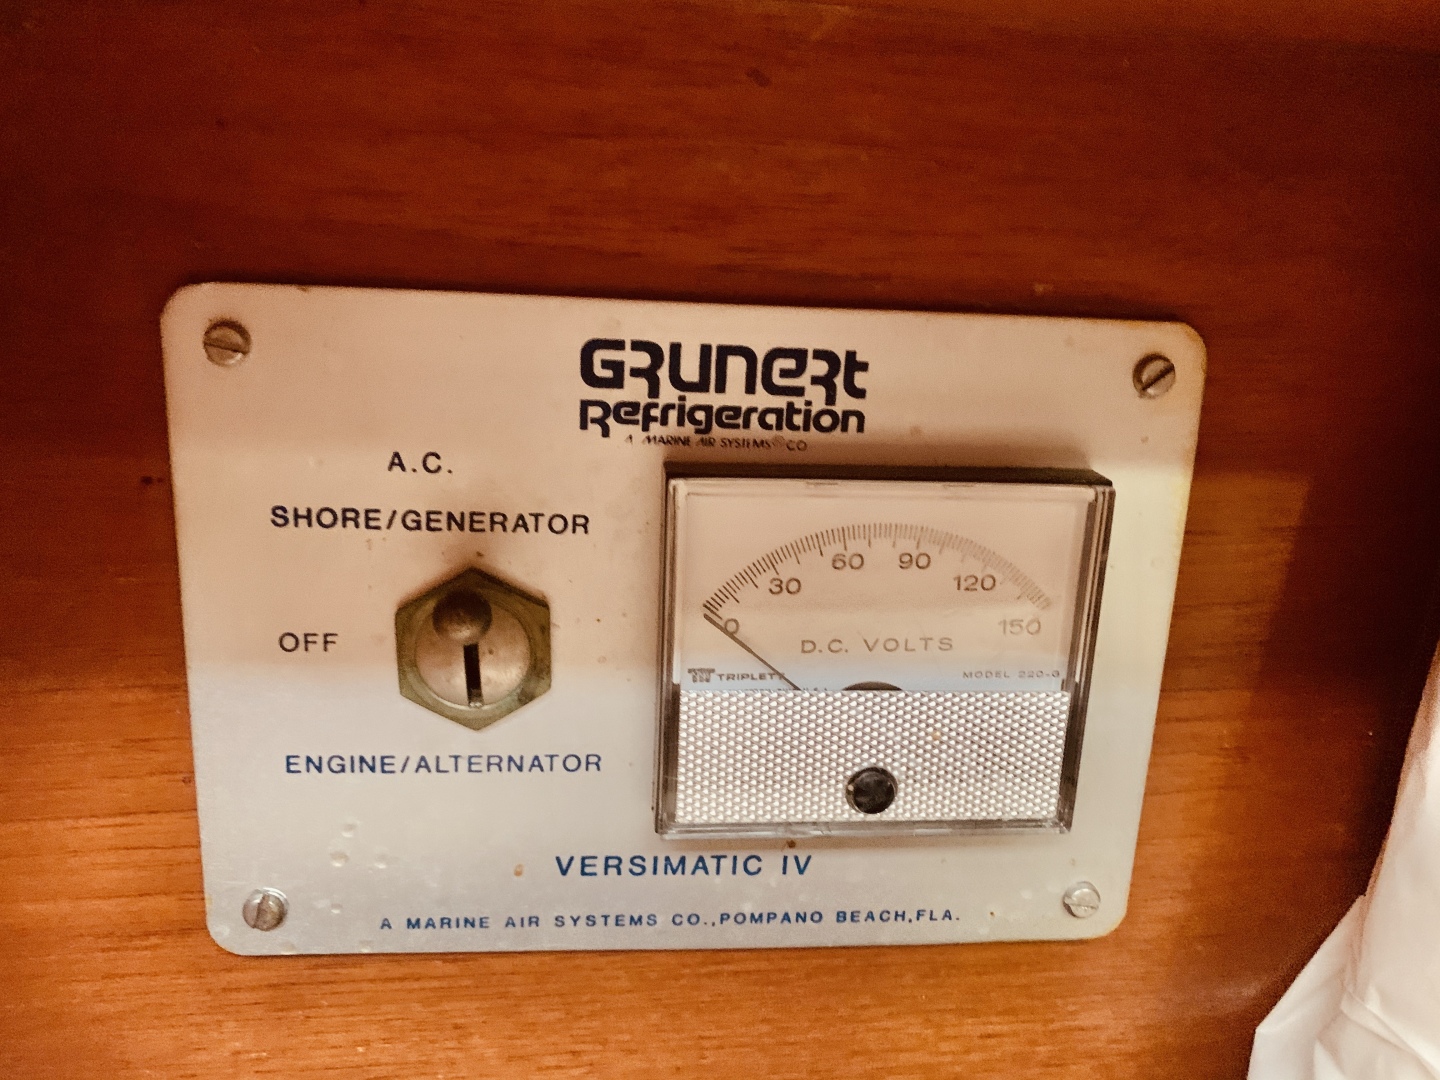 GRUNERT
Refrigeration
A MARINE AIR SYSTEMS® CO
A.C.
SHORE/GENERATOR
OFF
ENGINE/ALTERNATOR
0 30 60 90 120 150
D.C. VOLTS
TRIPLETT
MODEL 220-G
VERSIMATIC IV
A MARINE AIR SYSTEMS CO., POMPANO BEACH, FLA.